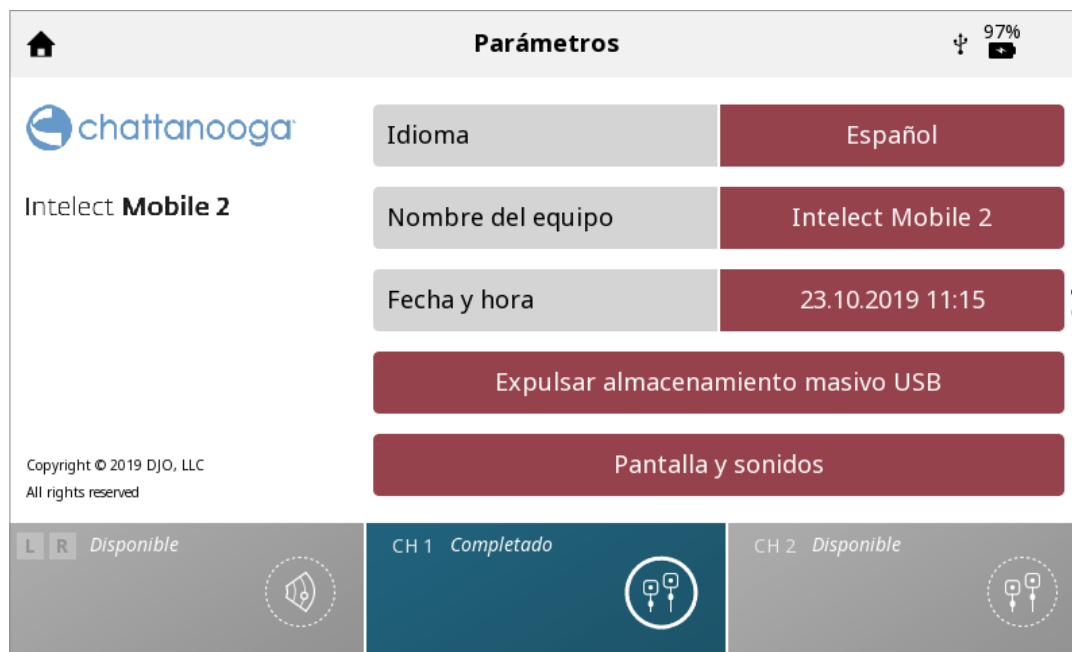 Parámetros
97%
chattanooga
Intelect Mobile 2
Idioma
Español
Nombre del equipo
Intelect Mobile 2
Fecha y hora
23.10.2019 11:15
Expulsar almacenamiento masivo USB
Pantalla y sonidos
Copyright © 2019 DJO, LLC
All rights reserved
L R Disponible
CH 1 Completado
CH 2 Disponible